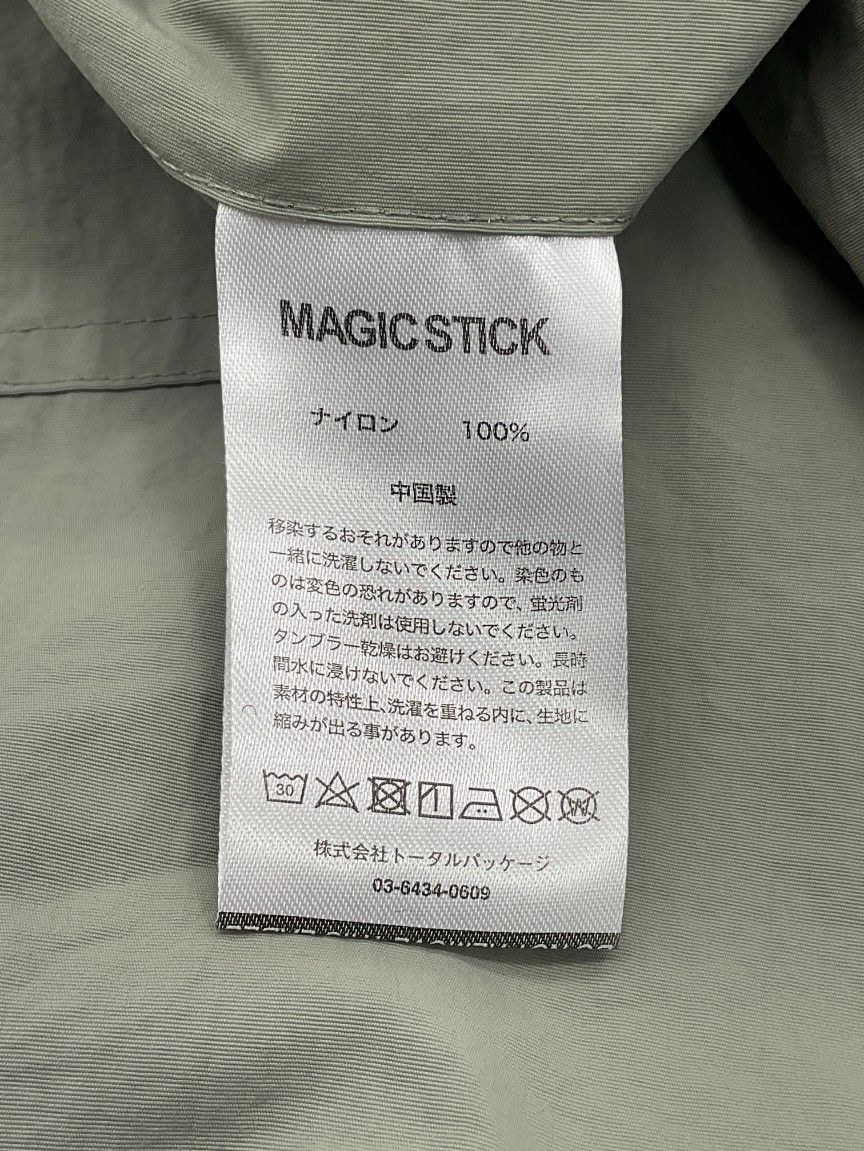 MAGIC STICK
ナイロン 100%
中国製
移染するおそれがありますので他の物と
一緒に洗濯しないでください。染色のも
のは変色の恐れがありますので、蛍光剤
の入った洗剤は使用しないでください。
タンブラー乾燥はお避けください。長時
間水に浸けないでください。この製品は
素材の特性上、洗濯を重ねる内に、生地に
縮みが出る事があります。
30
W
株式会社トータルパッケージ
03-6434-0609